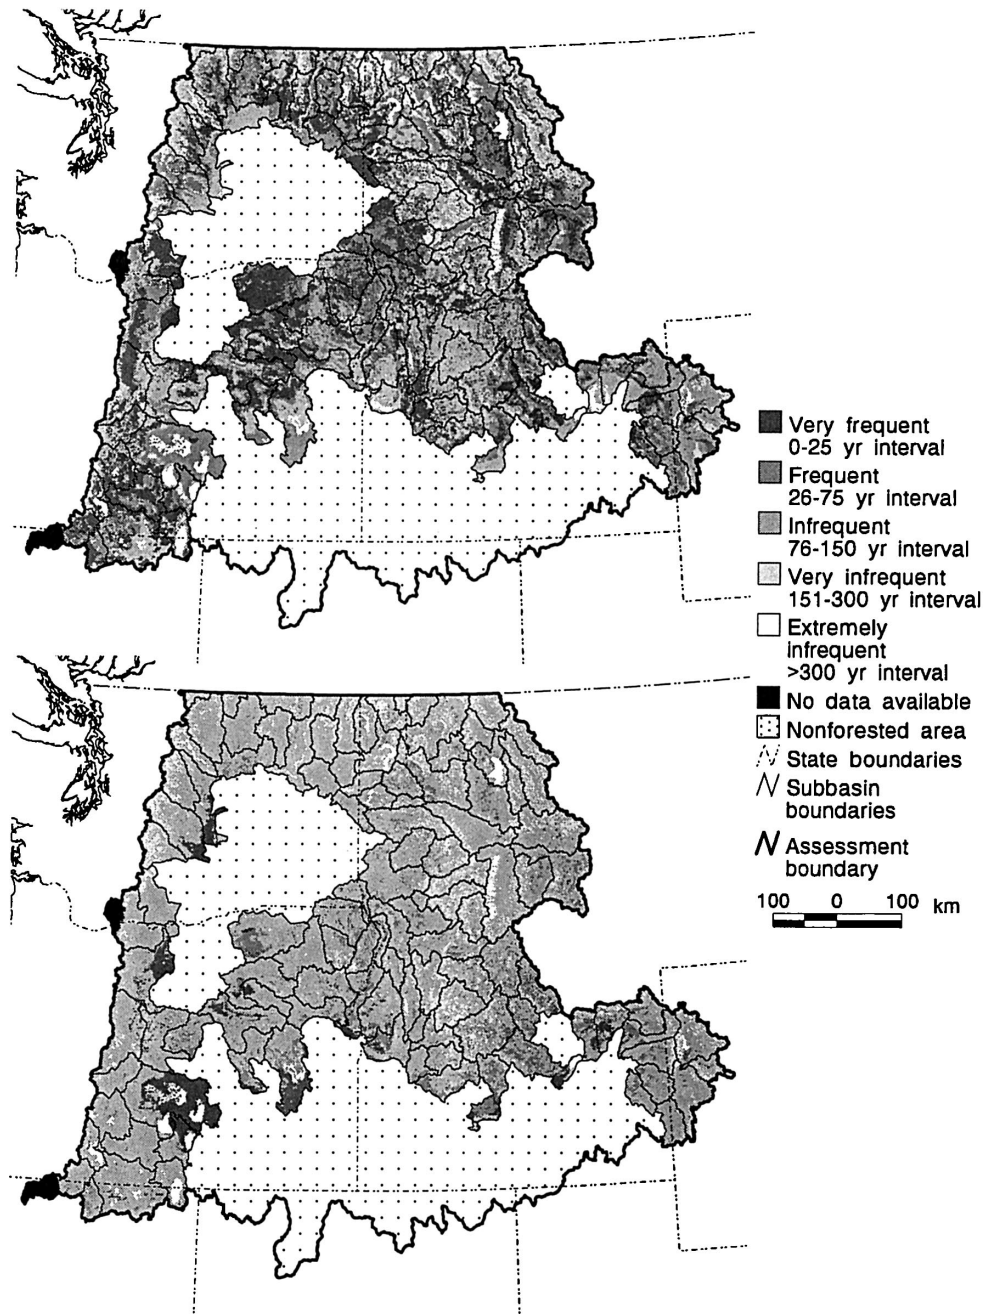 Very frequent
0-25 yr interval
Frequent
26-75 yr interval
Infrequent
76-150 yr interval
Very infrequent
151-300 yr interval
Extremely
infrequent
>300 yr interval
No data available
Nonforested area
State boundaries
Subbasin
boundaries
Assessment
boundary
100 0 100 km